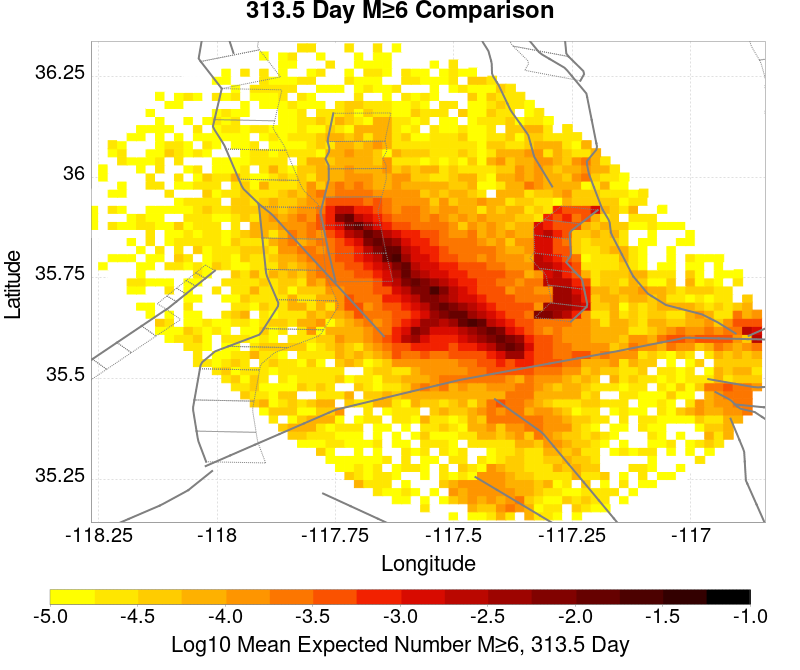 313.5 Day M≥6 Comparison
36.25
36
35.75
35.5
35.25
Latitude
-118.25 -118 -117.75 -117.5 -117.25 -117
Longitude
-5.0 -4.5 -4.0 -3.5 -3.0 -2.5 -2.0 -1.5 -1.0
Log10 Mean Expected Number M≥6, 313.5 Day